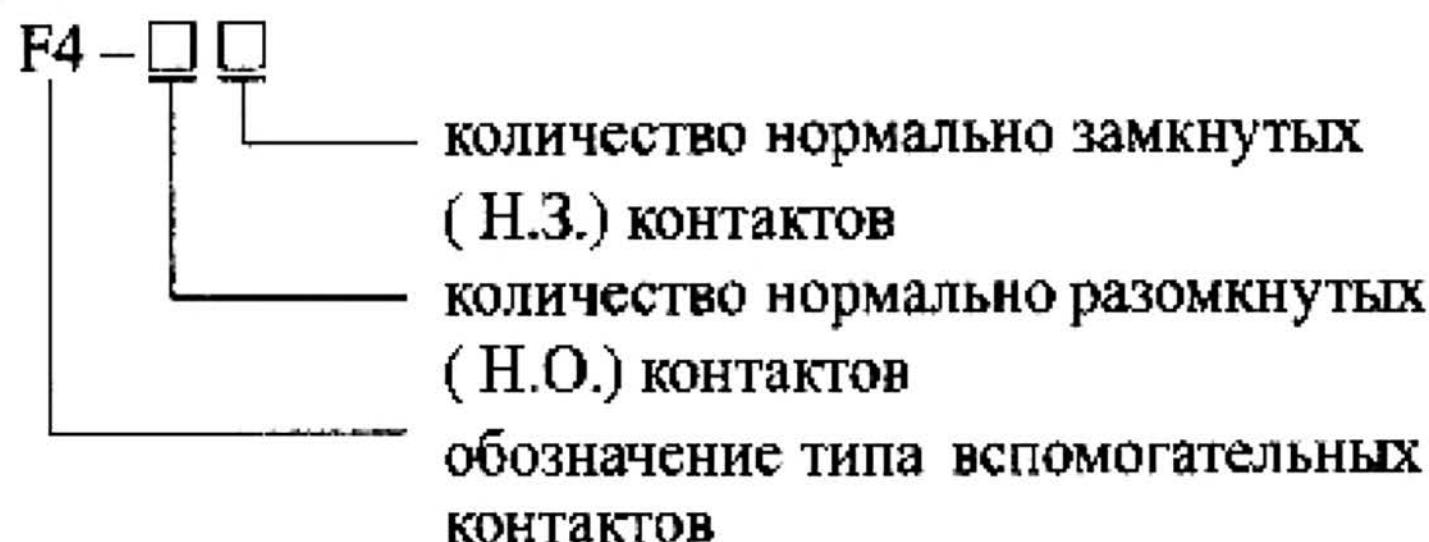 F4 – □ □
количество нормально замкнутых
( Н.З.) контактов
количество нормально разомкнутых
( Н.О.) контактов
обозначение типа вспомогательных
контактов